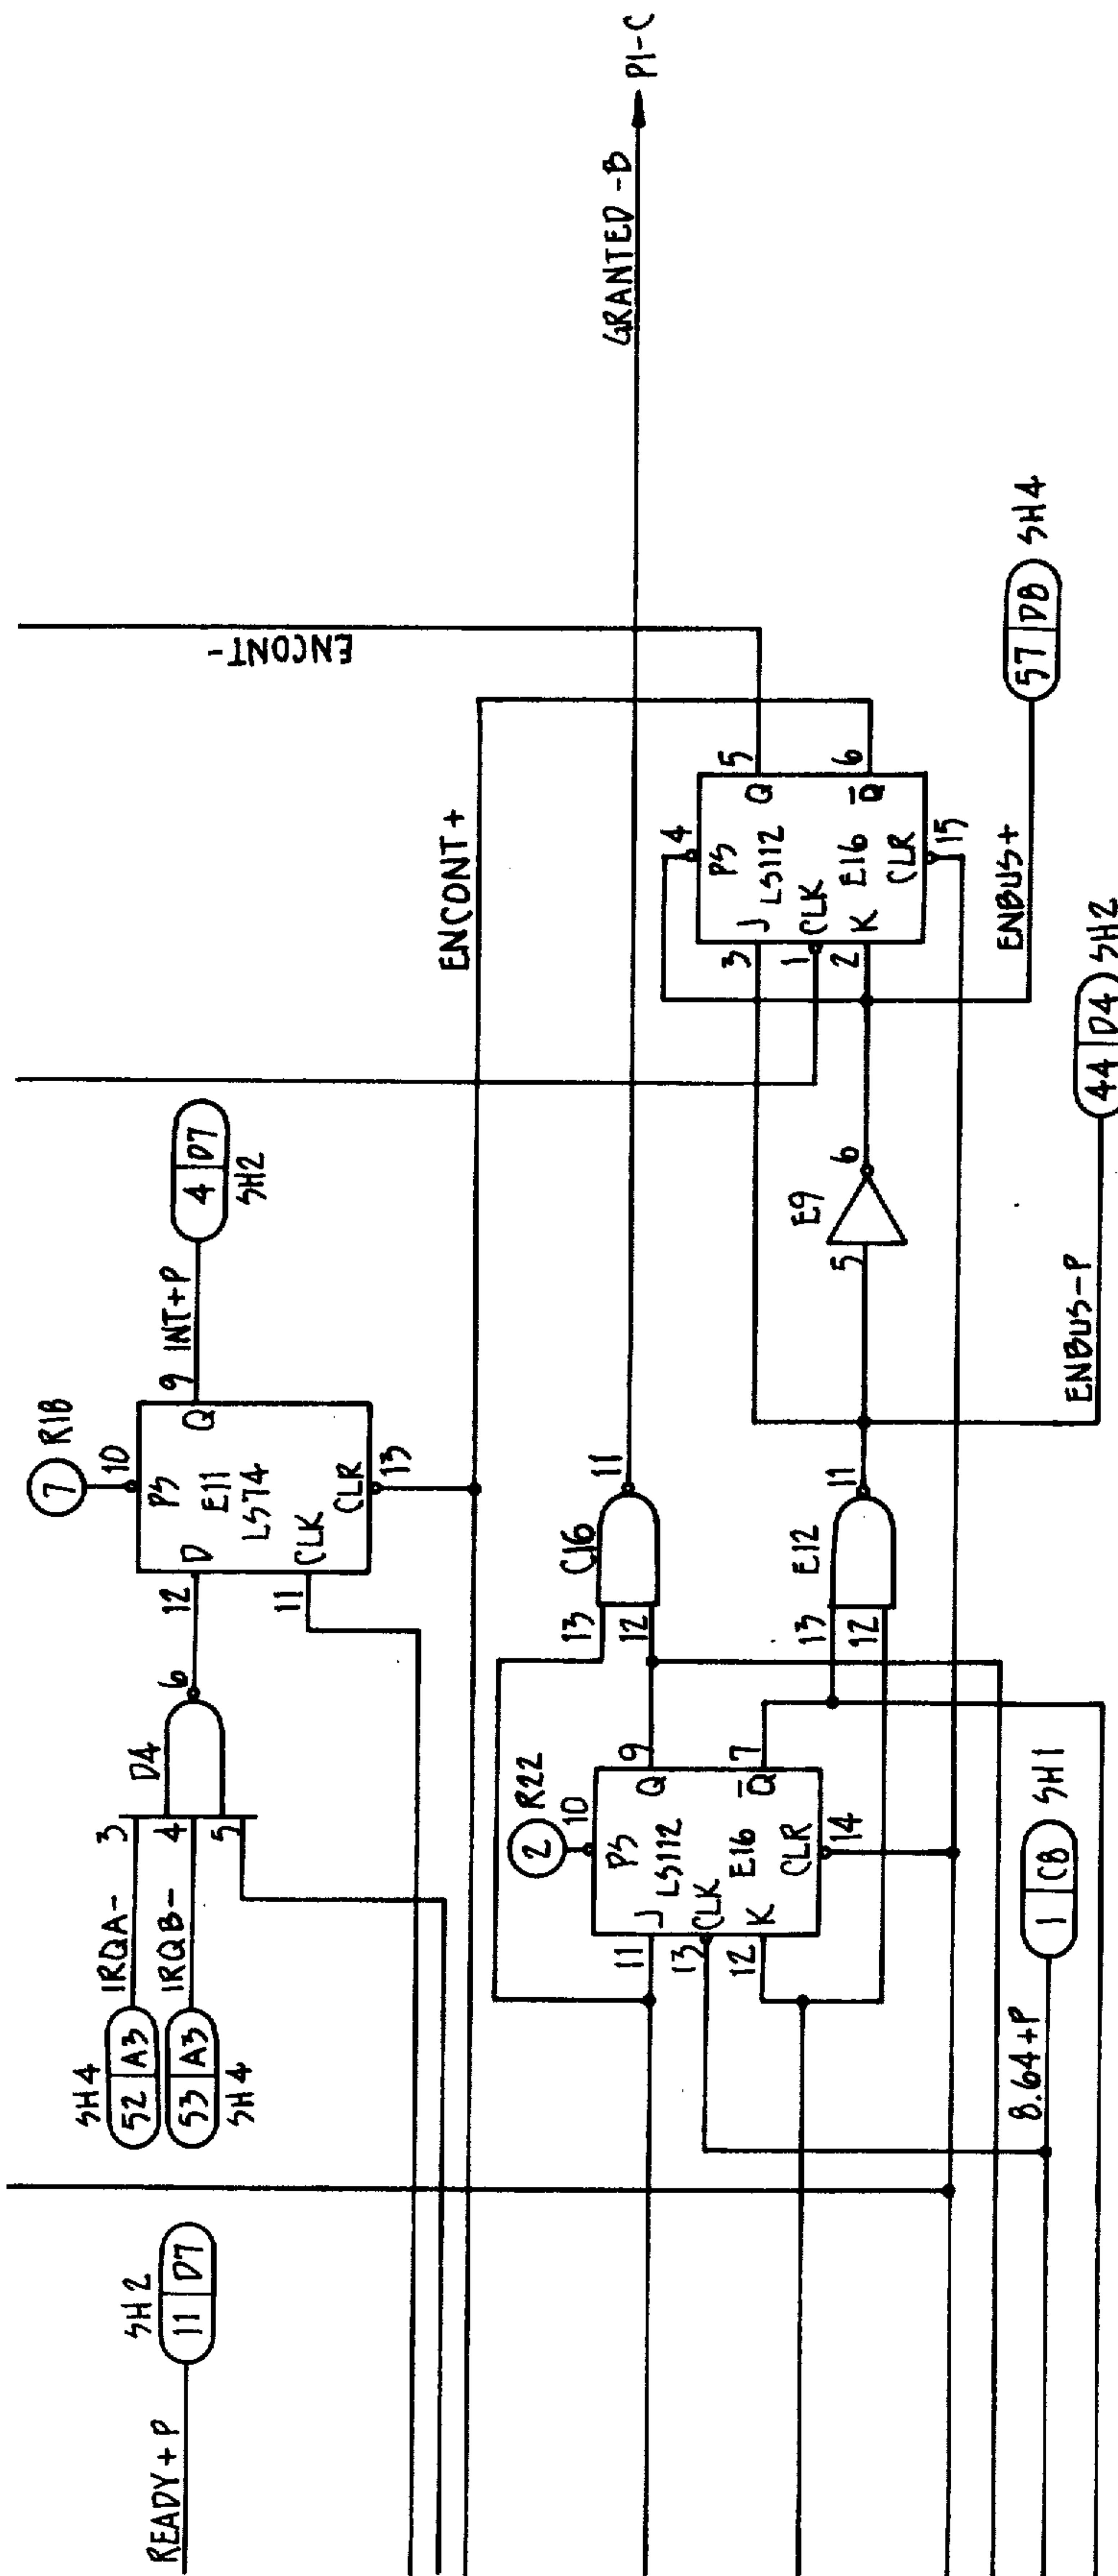 READY+P
11 D7
SH2
SH4
52 A3
IRQA-
53 A3
IRQB-
SH4
3
4
5
D4
6
12
7 R18
10
PS
D
E11
LS74
CLK
11
Q
9
INT+P
CLR
13
4 D7
SH2
ENCONT+
ENCONT-
2 R22
10
11
J
PS
LS112
13
CLK
12
K
E16
CLR
14
Q
9
Q
7
13
12
C16
11
GRANTED-B
P1-C
13
12
E12
11
5
E9
6
4
PS
3
J
LS112
1
CLK
2
K
E16
CLR
15
Q
5
Q
6
ENBUS+
57 D8 SH4
ENBUS-P
44 D4 SH2
8.64+P
1 C8 SH1